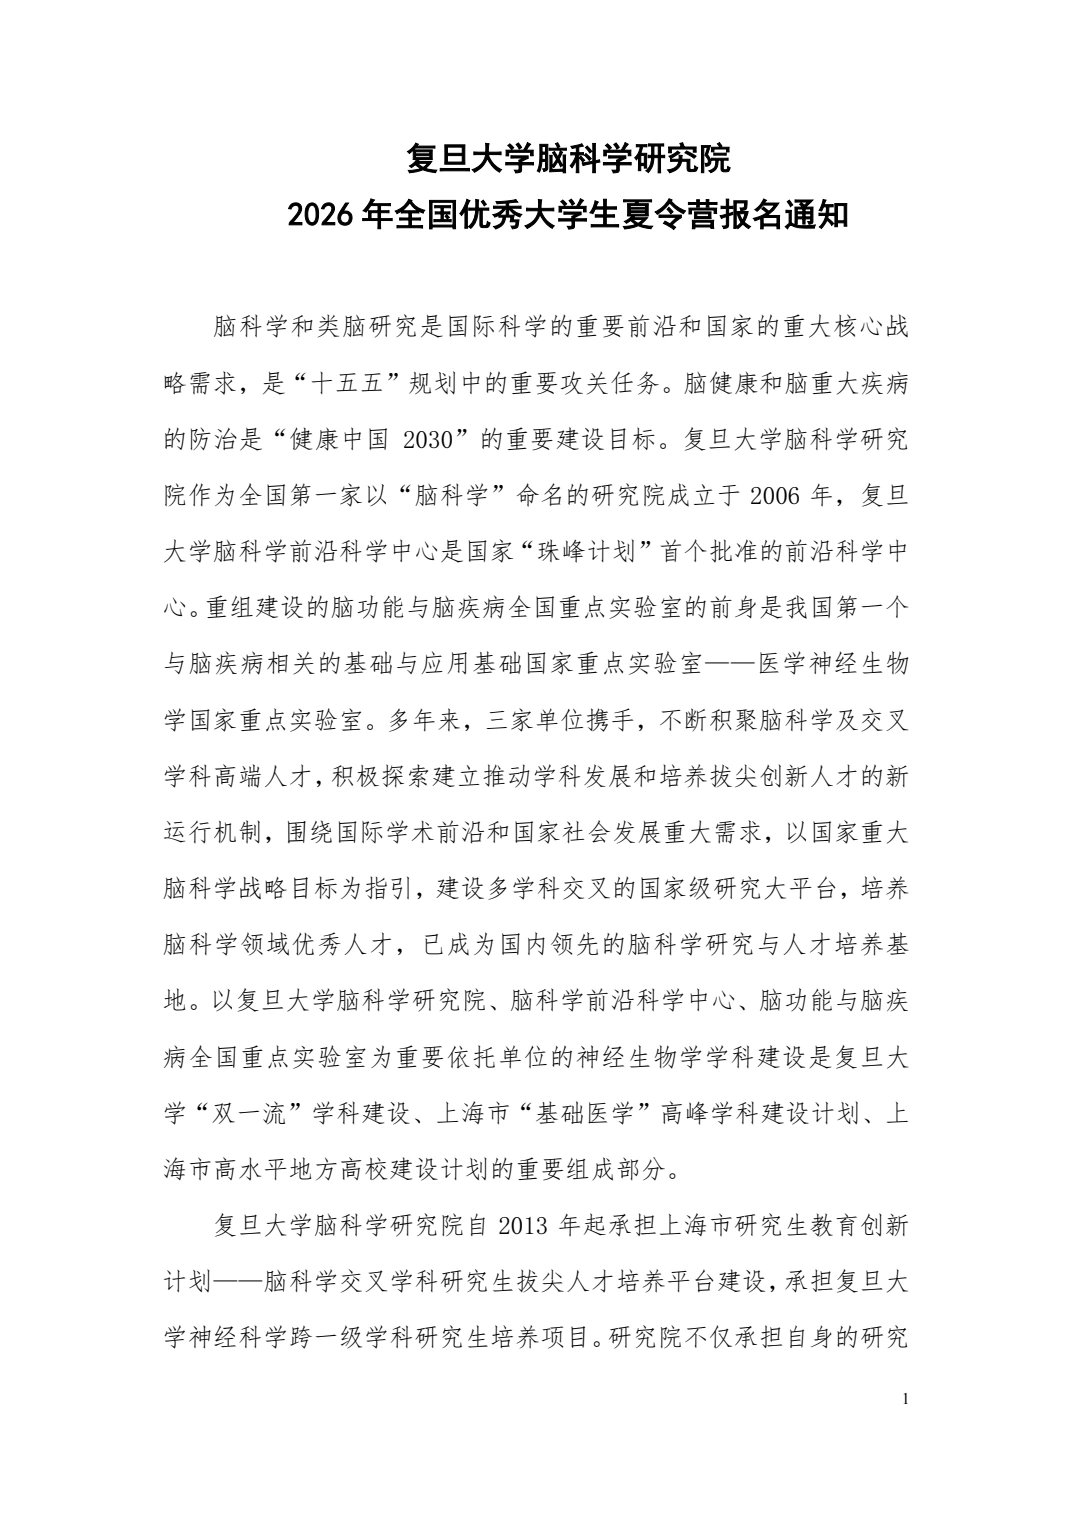 复旦大学脑科学研究院
2026 年全国优秀大学生夏令营报名通知
脑科学和类脑研究是国际科学的重要前沿和国家的重大核心战
略需求，是“十五五”规划中的重要攻关任务。脑健康和脑重大疾病
的防治是“健康中国 2030”的重要建设目标。复旦大学脑科学研究
院作为全国第一家以“脑科学”命名的研究院成立于 2006 年，复旦
大学脑科学前沿科学中心是国家“珠峰计划”首个批准的前沿科学中
心。重组建设的脑功能与脑疾病全国重点实验室的前身是我国第一个
与脑疾病相关的基础与应用基础国家重点实验室——医学神经生物
学国家重点实验室。多年来，三家单位携手，不断积聚脑科学及交叉
学科高端人才，积极探索建立推动学科发展和培养拔尖创新人才的新
运行机制，围绕国际学术前沿和国家社会发展重大需求，以国家重大
脑科学战略目标为指引，建设多学科交叉的国家级研究大平台，培养
脑科学领域优秀人才，已成为国内领先的脑科学研究与人才培养基
地。以复旦大学脑科学研究院、脑科学前沿科学中心、脑功能与脑疾
病全国重点实验室为重要依托单位的神经生物学学科建设是复旦大
学“双一流”学科建设、上海市“基础医学”高峰学科建设计划、上
海市高水平地方高校建设计划的重要组成部分。
复旦大学脑科学研究院自 2013 年起承担上海市研究生教育创新
计划——脑科学交叉学科研究生拔尖人才培养平台建设，承担复旦大
学神经科学跨一级学科研究生培养项目。研究院不仅承担自身的研究
1